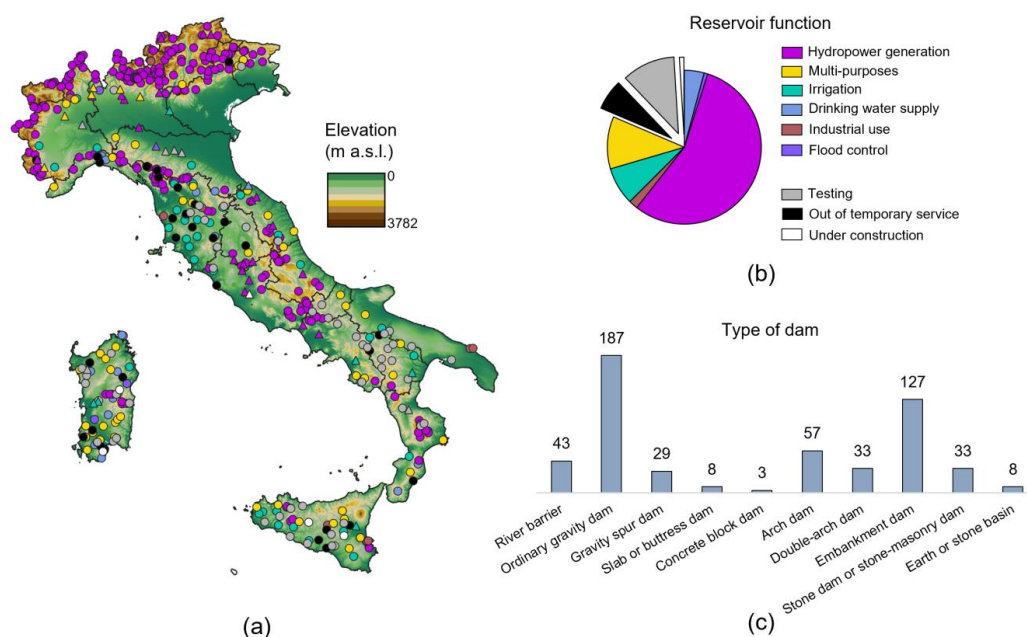 Elevation
(m a.s.l.)
0
3782
(a)
Reservoir function
Hydropower generation
Multi-purposes
Irrigation
Drinking water supply
Industrial use
Flood control
Testing
Out of temporary service
Under construction
(b)
Type of dam
43
187
29
8
3
57
33
127
33
8
River barrier
Ordinary gravity dam
Gravity spur dam
Slab or buttress dam
Concrete block dam
Arch dam
Double-arch dam
Embankment dam
Stone dam or stone-masonry dam
Earth or stone basin
(c)